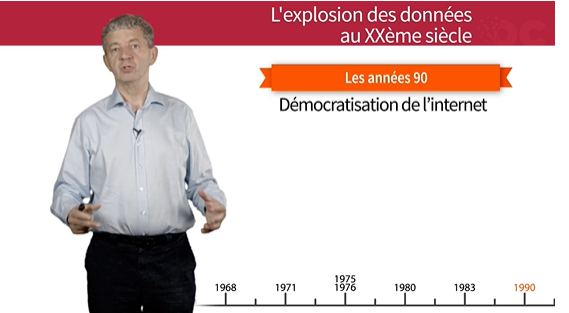 L'explosion des données
au XXème siècle
Les années 90
Démocratisation de l'internet
1975
1968 1971 1976 1980 1983 1990